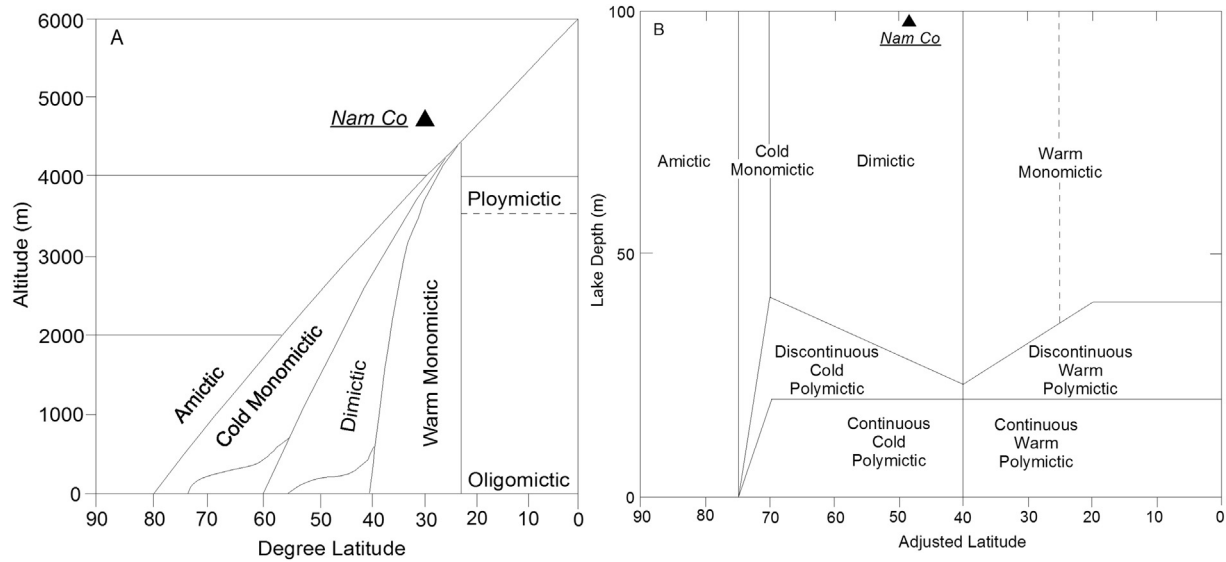 A
6000
5000
4000
3000
2000
1000
0
Altitude (m)
Nam Co
Ploymictic
Oligomictic
Amictic
Cold Monomictic
Dimictic
Warm Monomictic
90 80 70 60 50 40 30 20 10 0
Degree Latitude
B
100
50
0
Lake Depth (m)
Nam Co
Amictic
Cold
Monomictic
Dimictic
Warm
Monomictic
Discontinuous
Cold
Polymictic
Discontinuous
Warm
Polymictic
Continuous
Cold
Polymictic
Continuous
Warm
Polymictic
90 80 70 60 50 40 30 20 10 0
Adjusted Latitude